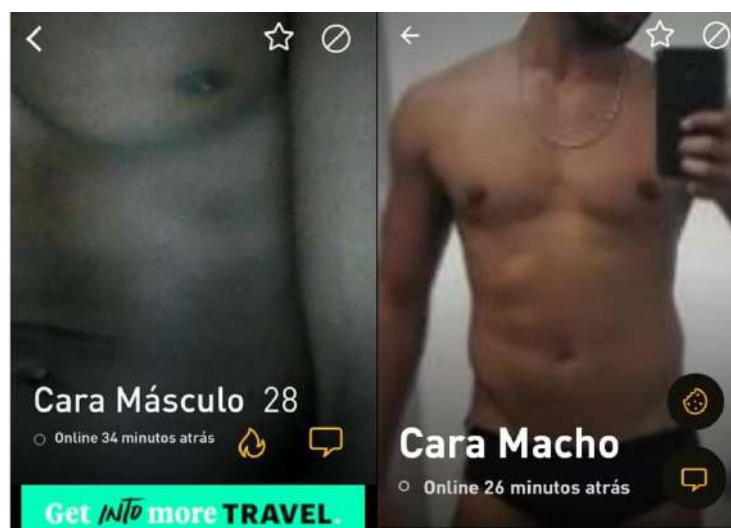 Cara Másculo 28
Online 34 minutos atrás
Get INTO more TRAVEL.
Cara Macho
Online 26 minutos atrás